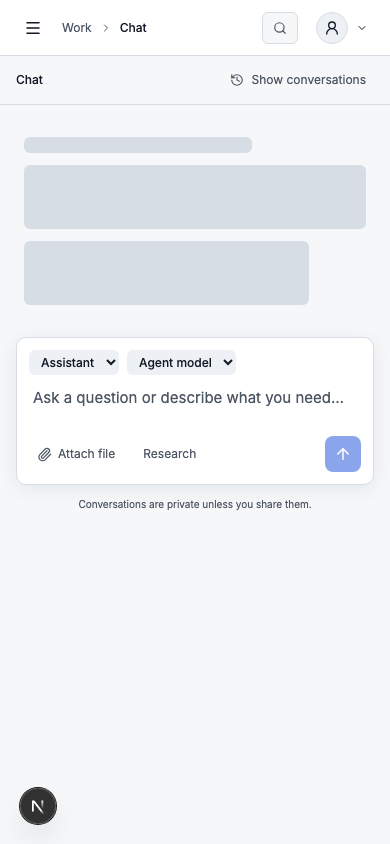 Work > Chat
Chat
Show conversations
Assistant
Agent model
Ask a question or describe what you need...
Attach file
Research
Conversations are private unless you share them.
N